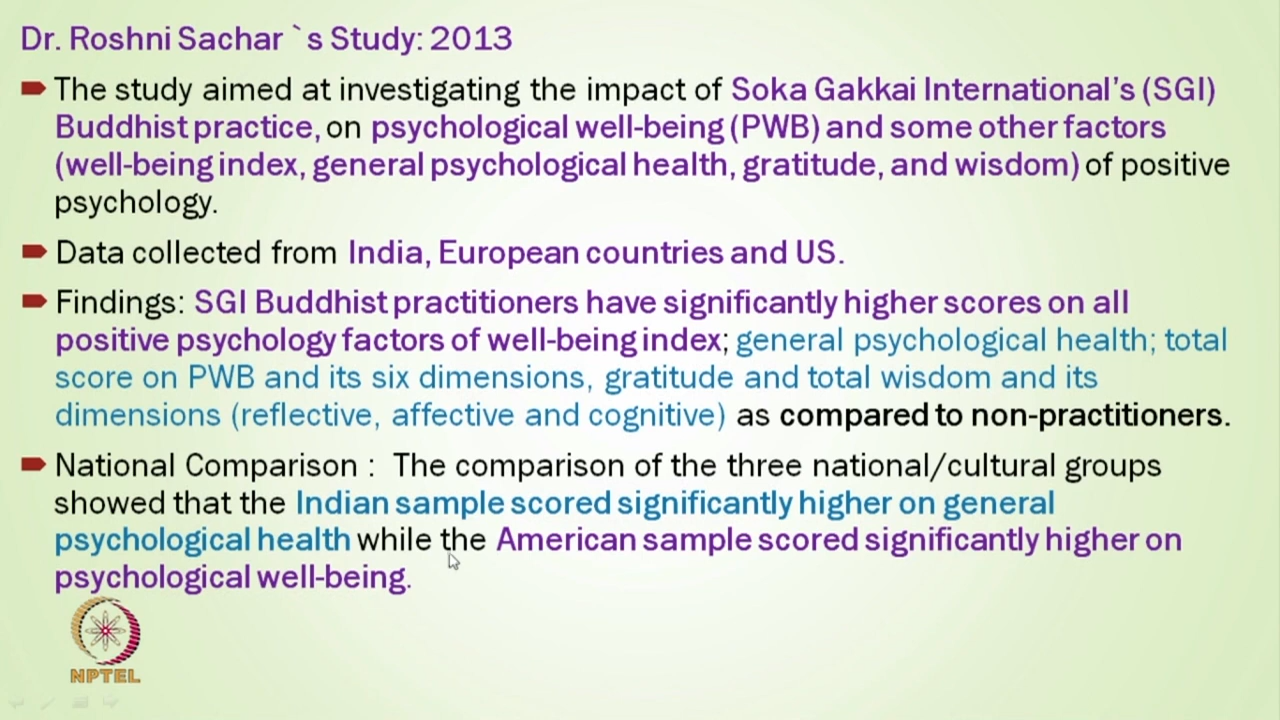 Dr. Roshni Sachar `s Study: 2013
The study aimed at investigating the impact of Soka Gakkai International's (SGI)
Buddhist practice, on psychological well-being (PWB) and some other factors
(well-being index, general psychological health, gratitude, and wisdom) of positive
psychology.
Data collected from India, European countries and US.
Findings: SGI Buddhist practitioners have significantly higher scores on all
positive psychology factors of well-being index; general psychological health; total
score on PWB and its six dimensions, gratitude and total wisdom and its
dimensions (reflective, affective and cognitive) as compared to non-practitioners.
National Comparison : The comparison of the three national/cultural groups
showed that the Indian sample scored significantly higher on general
psychological health while the American sample scored significantly higher on
psychological well-being.
NPTEL